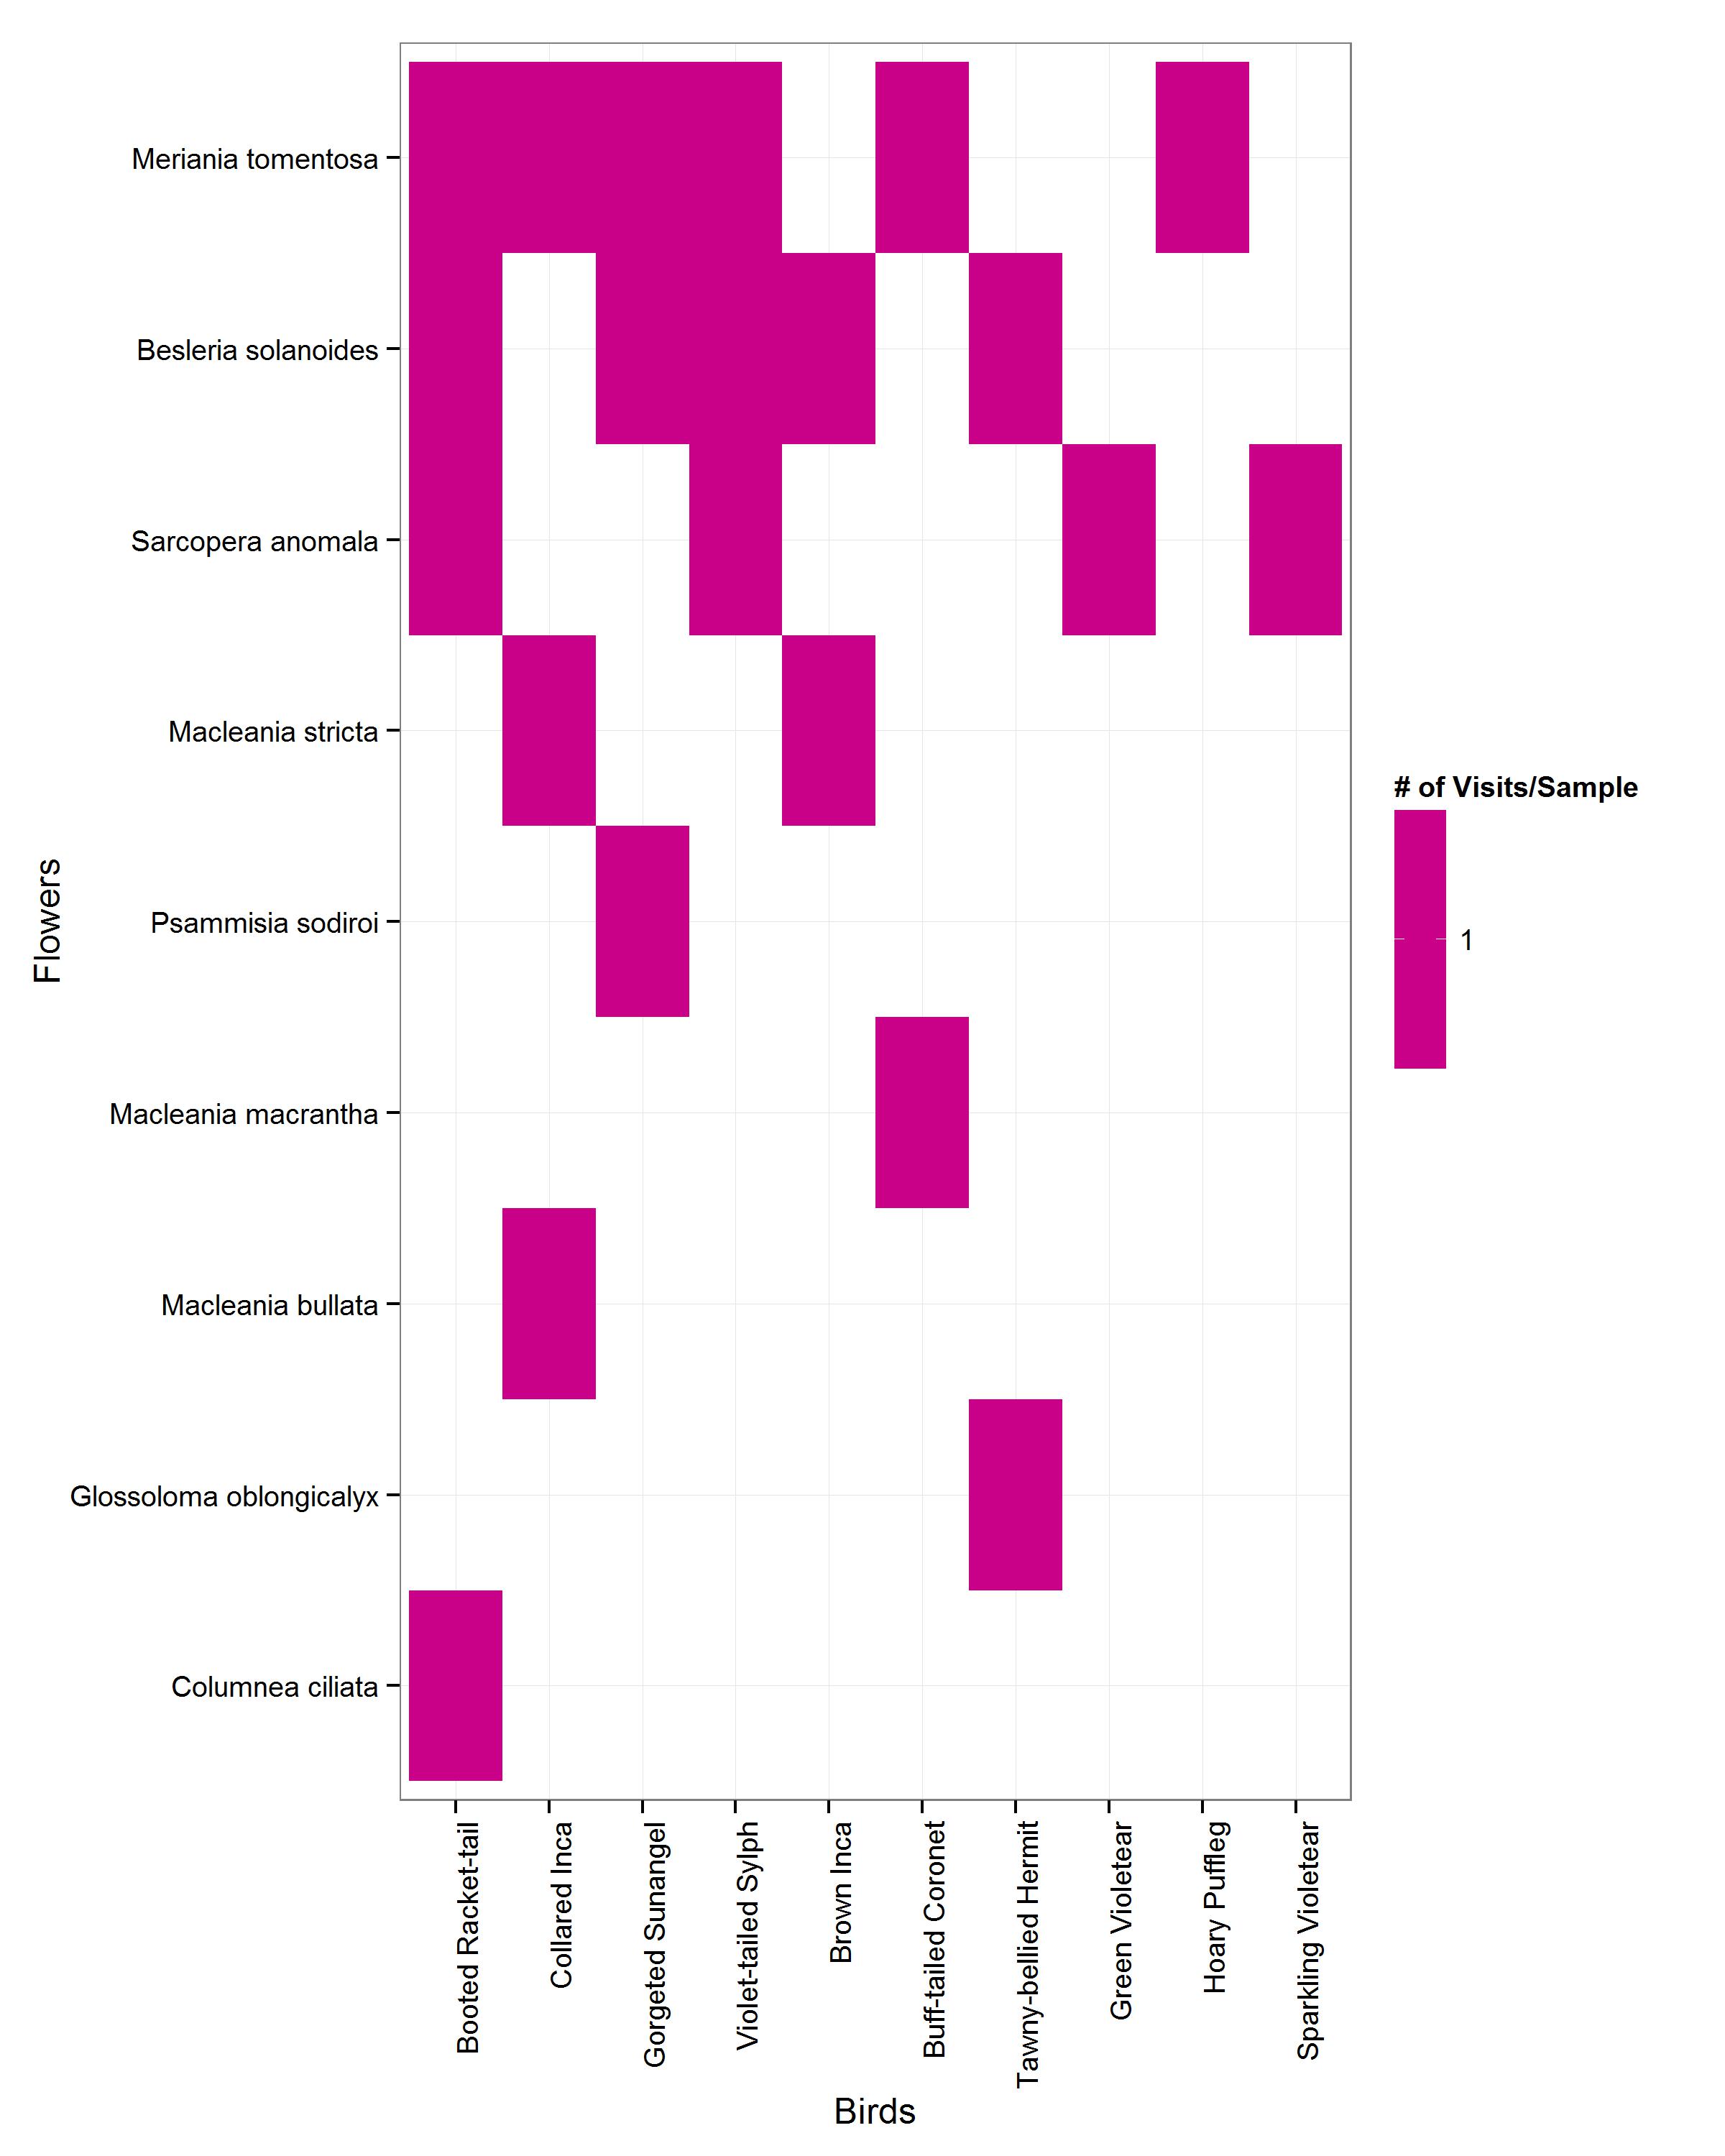 Meriania tomentosa
Besleria solanoides
Sarcopera anomala
Macleania stricta
Psammisia sodiroi
Macleania macrantha
Macleania bullata
Glossoloma oblongicalyx
Columnea ciliata
Flowers
# of Visits/Sample
1
Booted Racket-tail
Collared Inca
Gorgeted Sunangel
Violet-tailed Sylph
Brown Inca
Buff-tailed Coronet
Tawny-bellied Hermit
Green Violetear
Hoary Puffleg
Sparkling Violetear
Birds